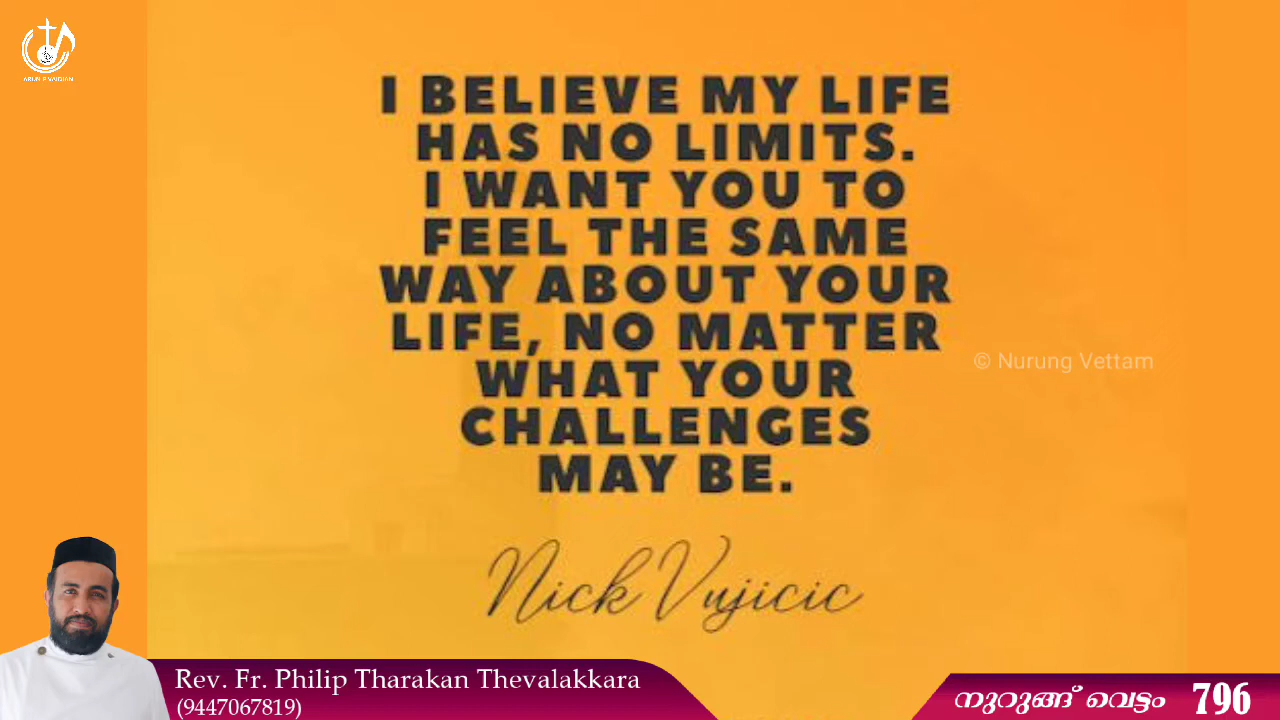 I BELIEVE MY LIFE
HAS NO LIMITS.
I WANT YOU TO
FEEL THE SAME
WAY ABOUT YOUR
LIFE, NO MATTER
WHAT YOUR
CHALLENGES
MAY BE.
© Nurung Vettam
Nick Vujicic
Rev. Fr. Philip Tharakan Thevalakkara
(9447067819)
നുറുങ്ങ് വെട്ടം 796